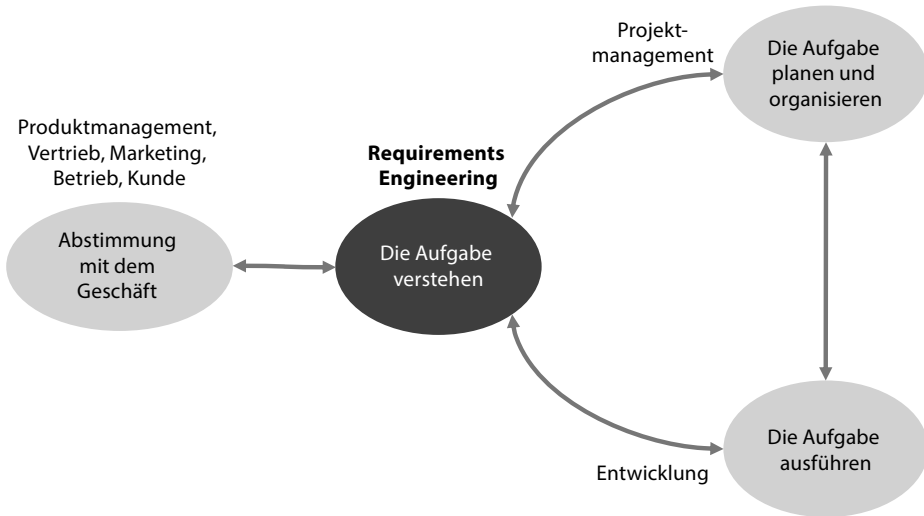 Produktmanagement,
Vertrieb, Marketing,
Betrieb, Kunde
Abstimmung
mit dem
Geschäft
Requirements
Engineering
Die Aufgabe
verstehen
Projekt-
management
Die Aufgabe
planen und
organisieren
Entwicklung
Die Aufgabe
ausführen